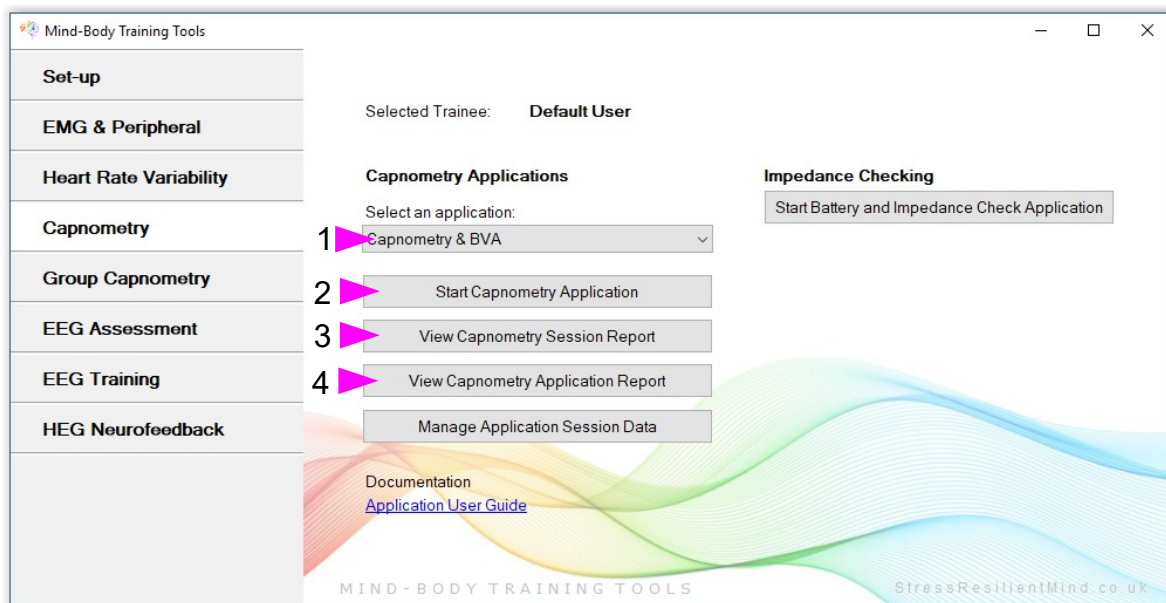 Mind-Body Training Tools
Set-up
EMG & Peripheral
Heart Rate Variability
Capnometry
Group Capnometry
EEG Assessment
EEG Training
HEG Neurofeedback
Selected Trainee: Default User
Capnometry Applications
Select an application:
1 Capnometry & BVA
2 Start Capnometry Application
3 View Capnometry Session Report
4 View Capnometry Application Report
Manage Application Session Data
Documentation
Application User Guide
Impedance Checking
Start Battery and Impedance Check Application
MIND-BODY TRAINING TOOLS
StressResilientMind.co.uk